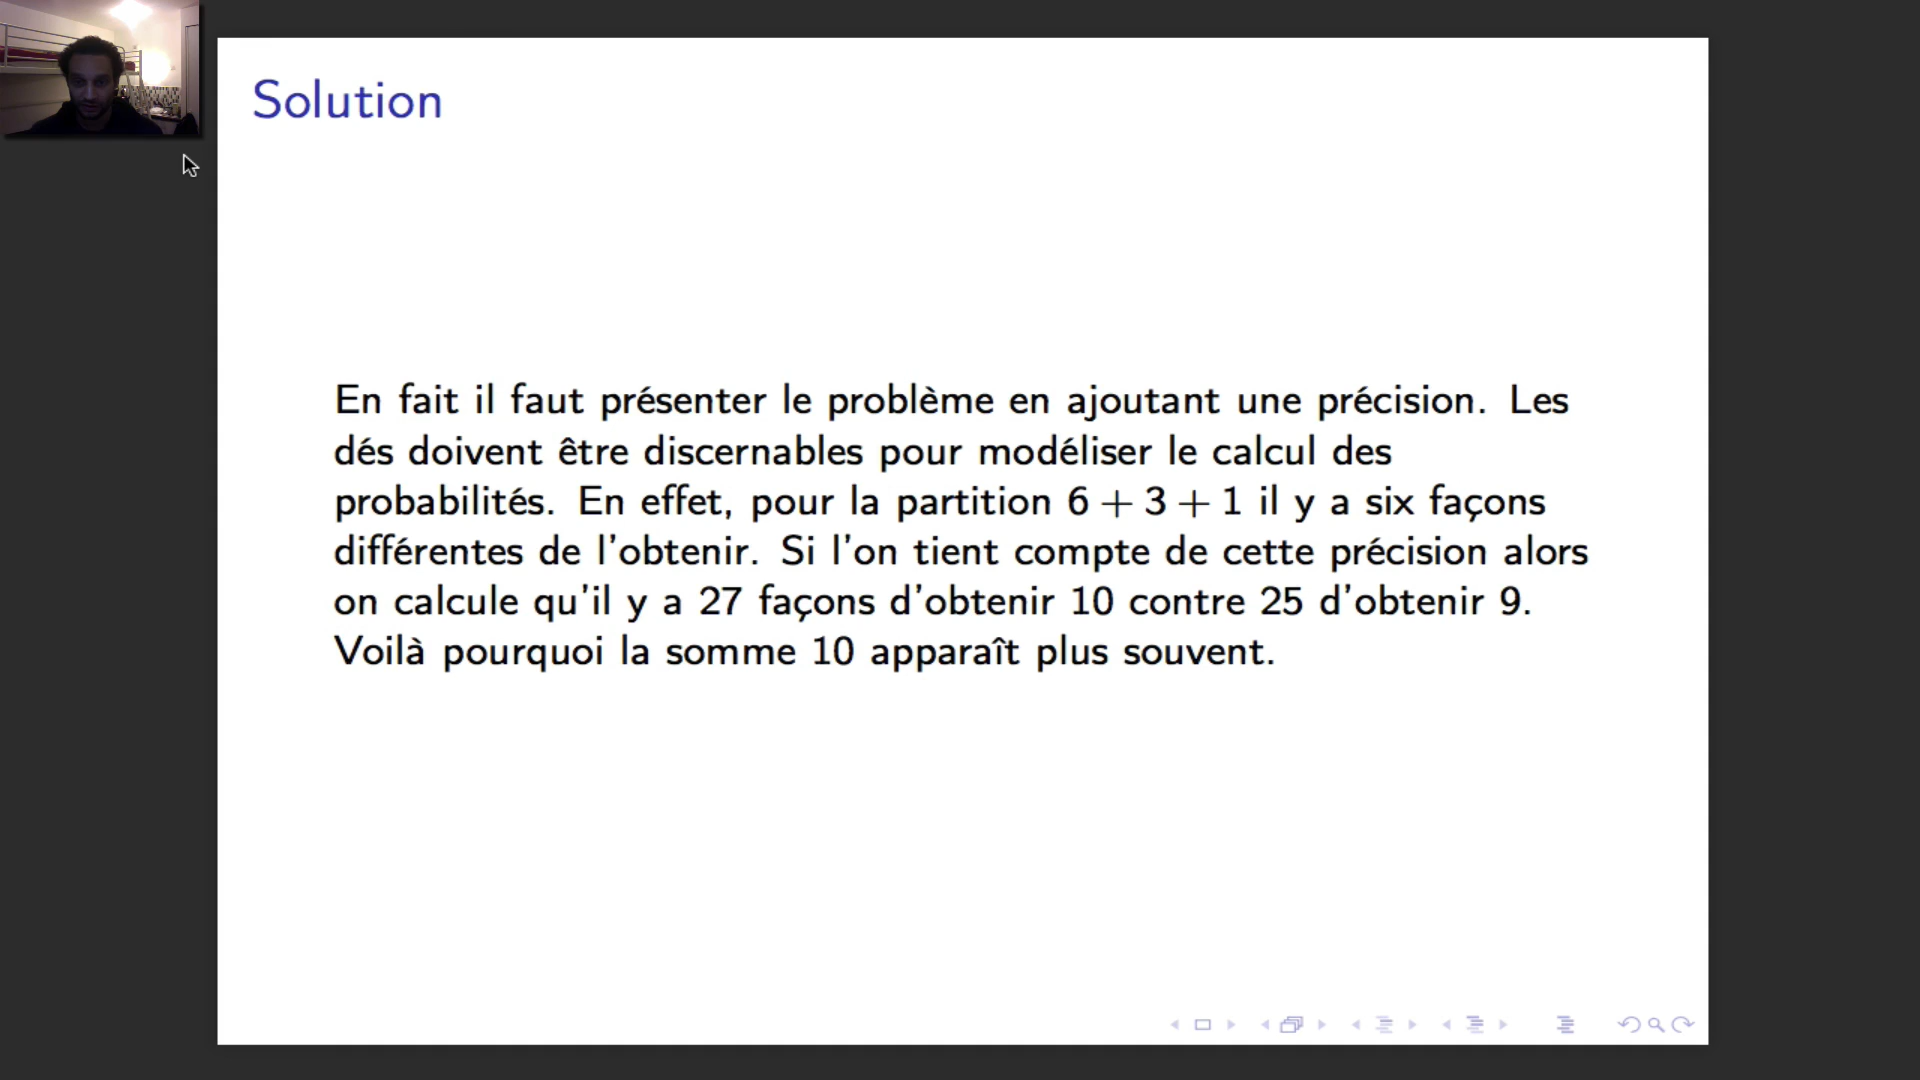 Solution
En fait il faut présenter le problème en ajoutant une précision. Les
dés doivent être discernables pour modéliser le calcul des
probabilités. En effet, pour la partition 6 + 3 + 1 il y a six façons
différentes de l'obtenir. Si l'on tient compte de cette précision alors
on calcule qu'il y a 27 façons d'obtenir 10 contre 25 d'obtenir 9.
Voilà pourquoi la somme 10 apparaît plus souvent.